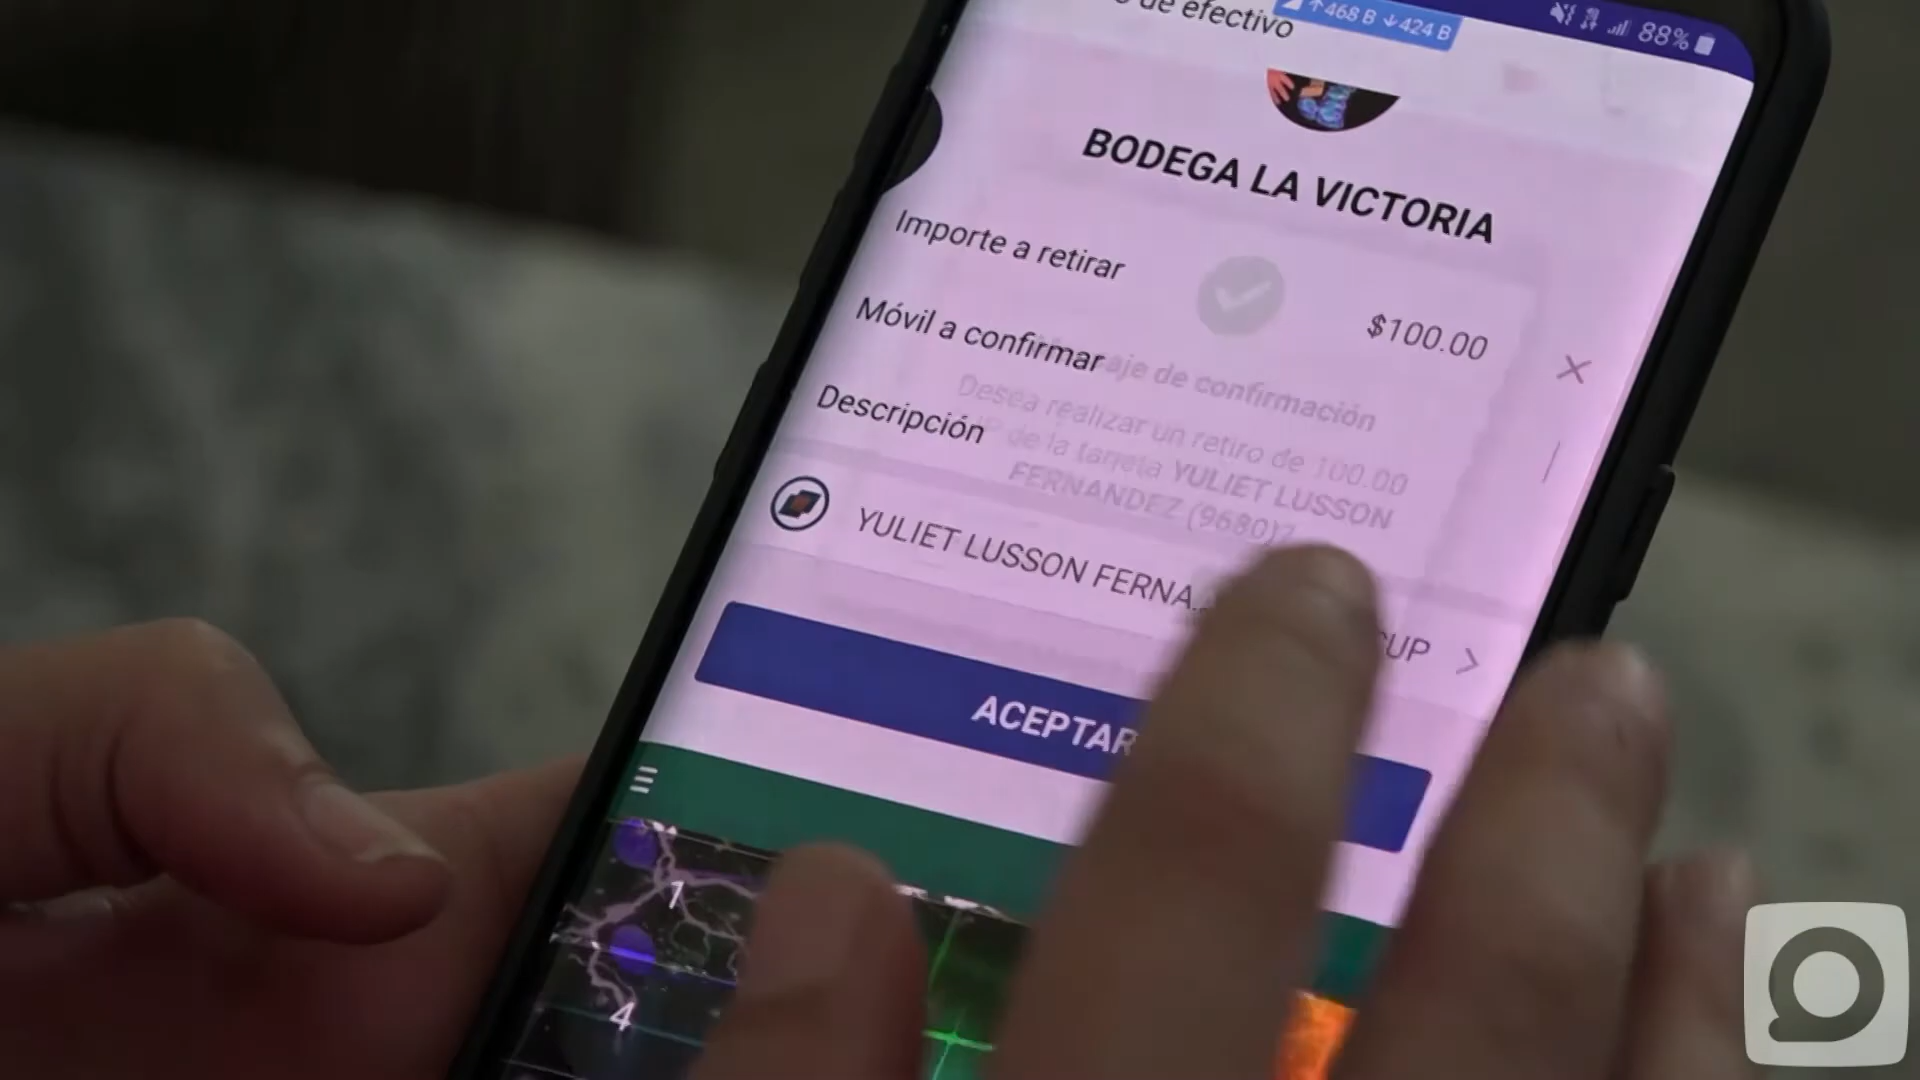 de efectivo
↑468 B ↓424 B
88%
BODEGA LA VICTORIA
Importe a retirar
$100.00
Móvil a confirmar
aje de confirmación
Descripción
Desea realizar un retiro de 100.00
de la tarjeta YULIET LUSSON
FERNANDEZ (9680)?
YULIET LUSSON FERNA...
CUP
ACEPTAR
1
4